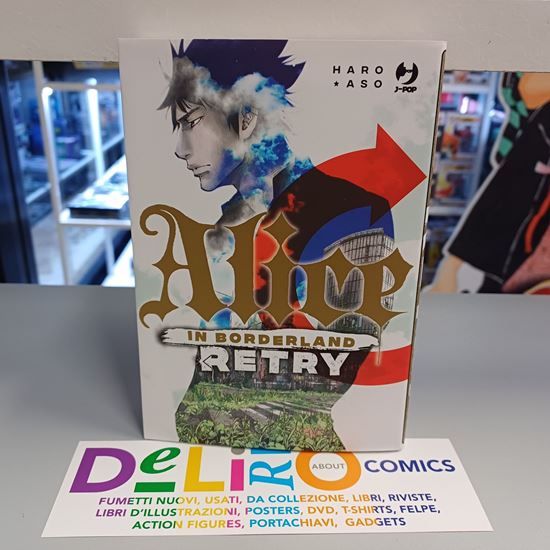 HARO
★ASO
J-POP
Alice
IN BORDERLAND
RETRY
DeLiRiO
ABOUT
COMICS
FUMETTI NUOVI, USATI, DA COLLEZIONE, LIBRI, RIVISTE,
LIBRI D'ILLUSTRAZIONI, POSTERS, DVD, T-SHIRTS, FELPE,
ACTION FIGURES, PORTACHIAVI, GADGETS